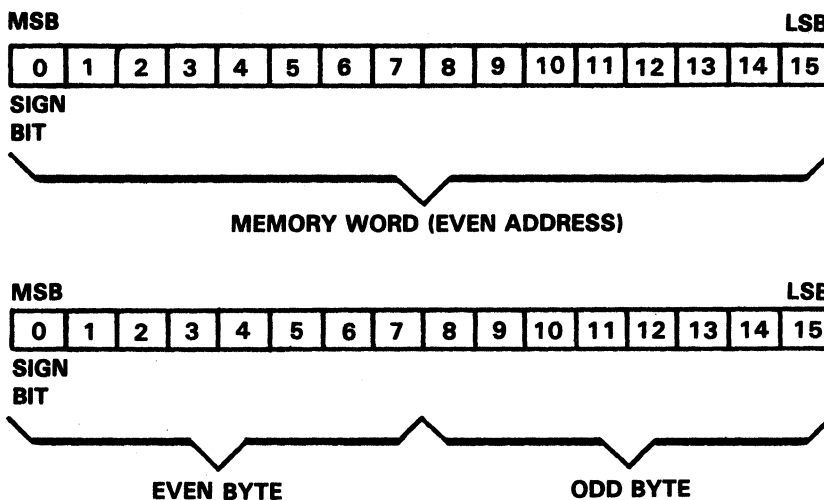 MSB LSB
0 1 2 3 4 5 6 7 8 9 10 11 12 13 14 15
SIGN
BIT
MEMORY WORD (EVEN ADDRESS)
MSB LSB
0 1 2 3 4 5 6 7 8 9 10 11 12 13 14 15
SIGN
BIT
EVEN BYTE ODD BYTE